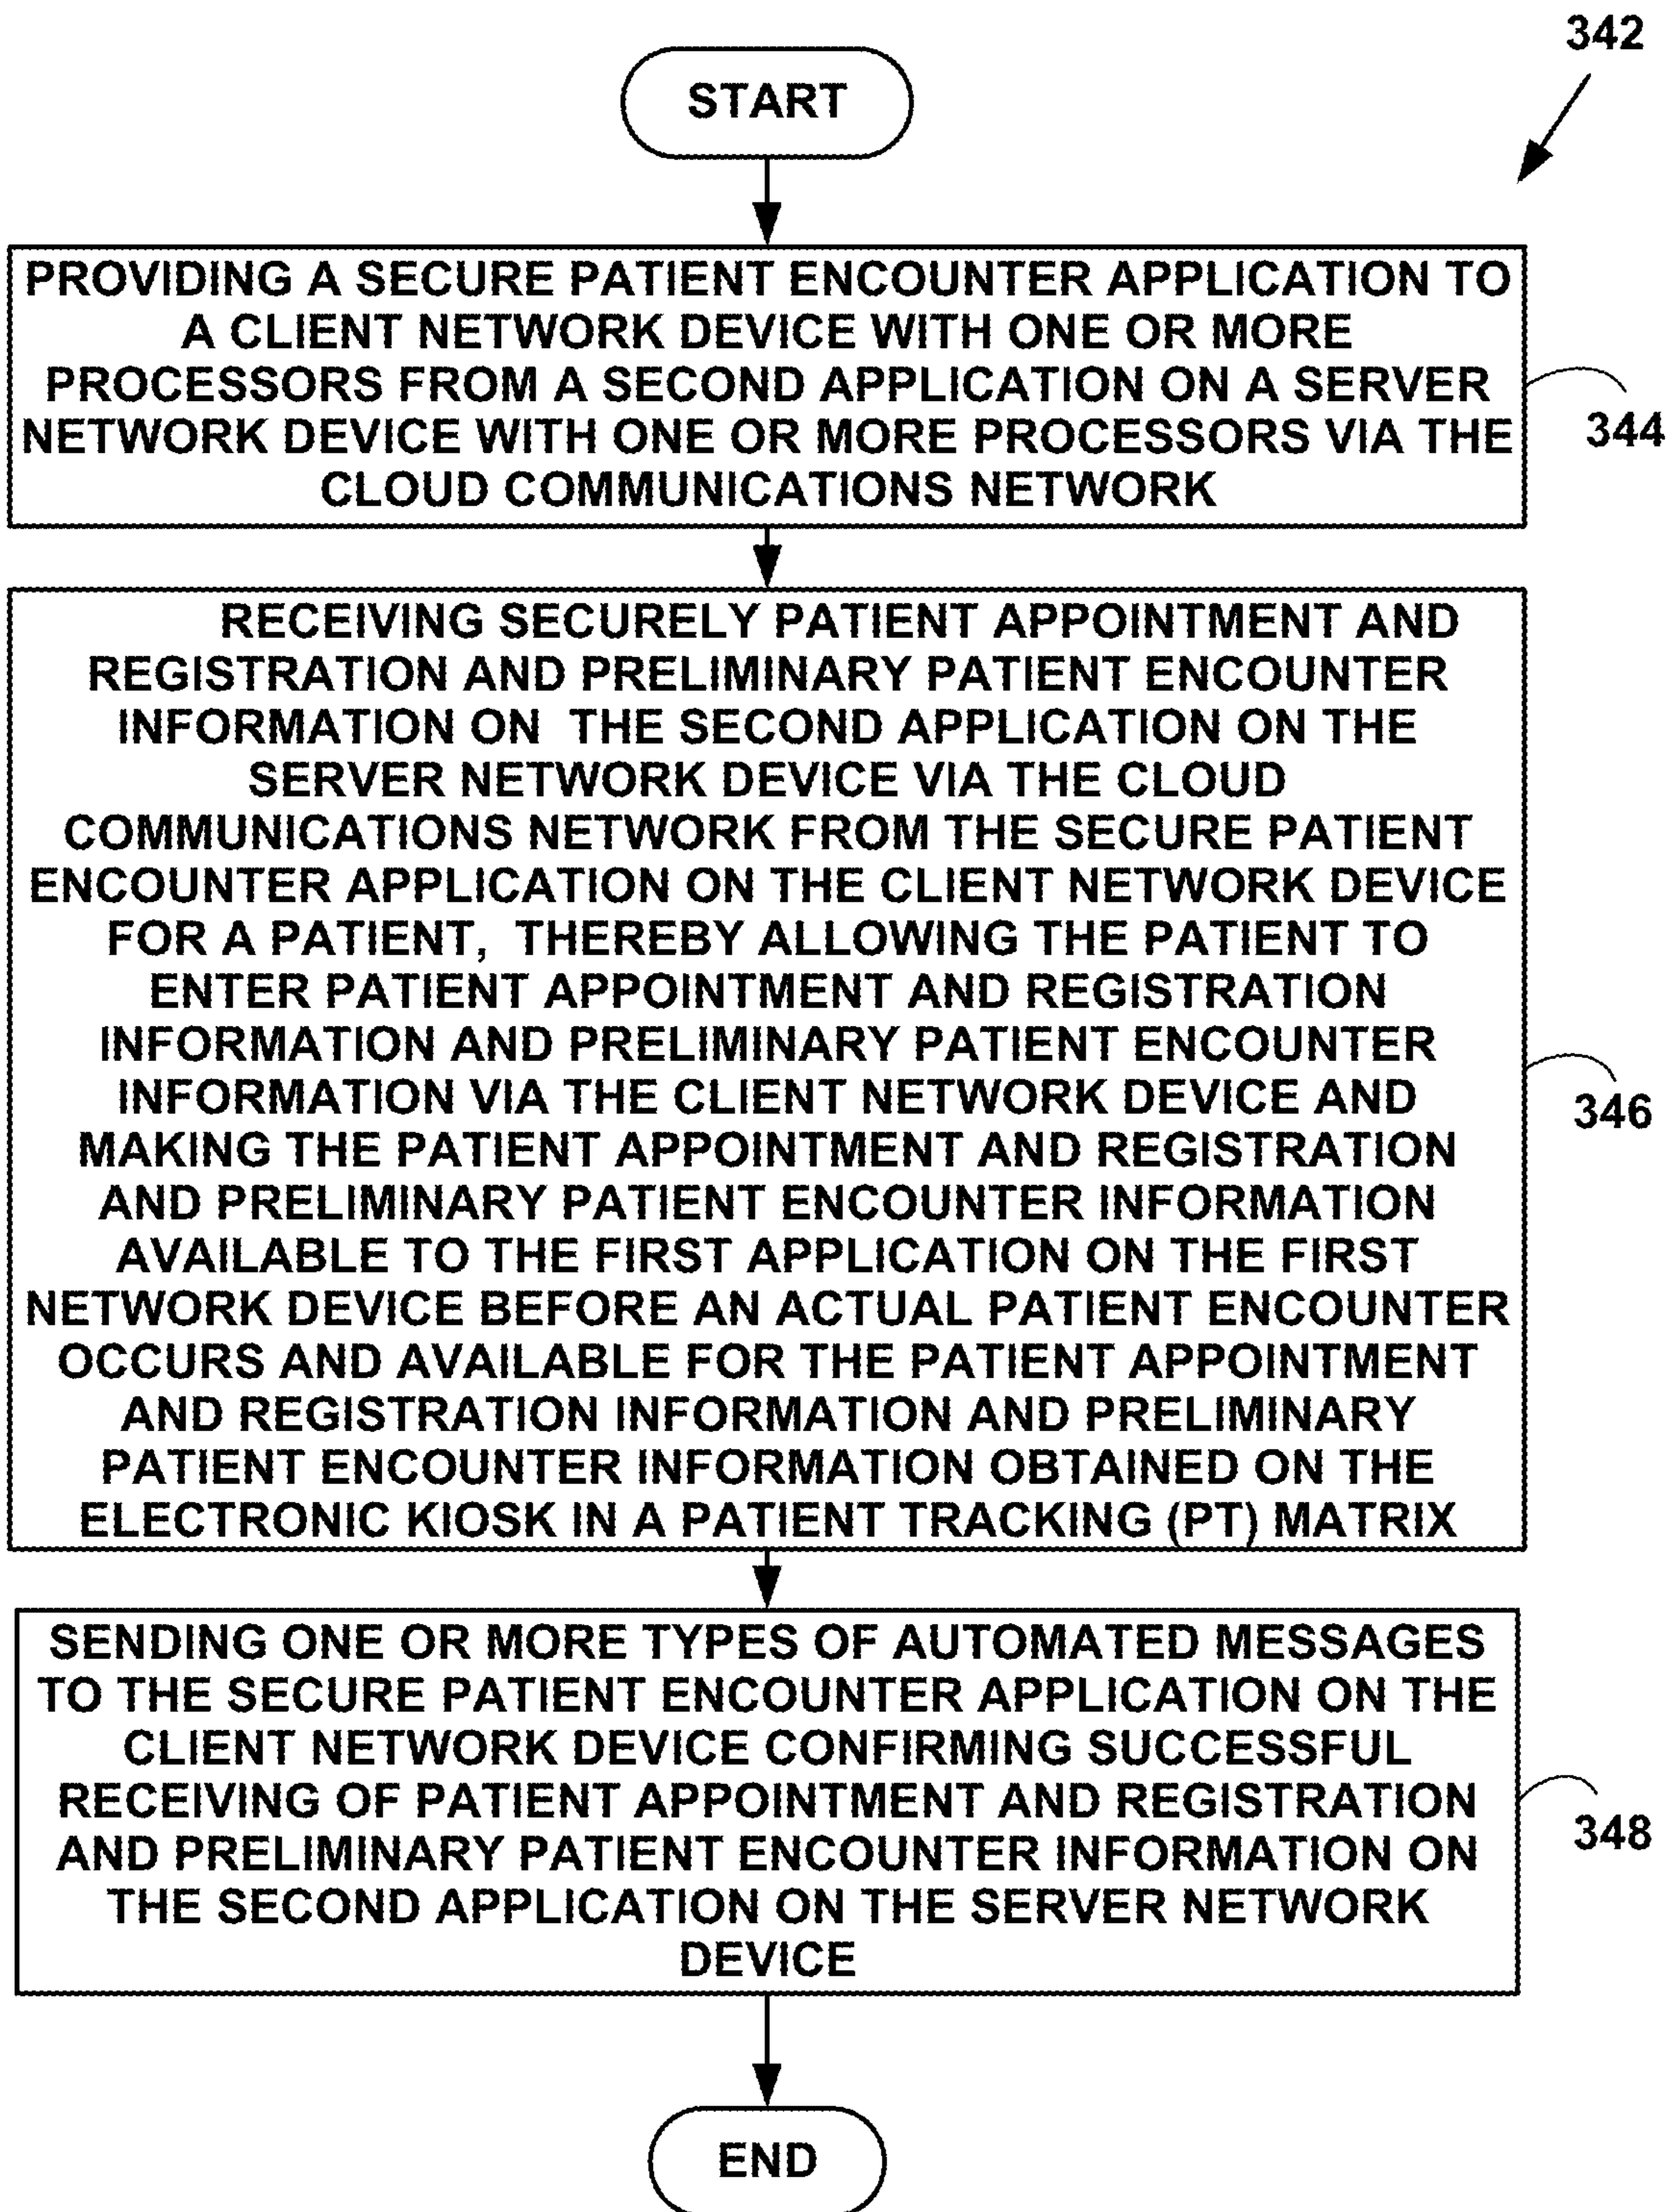 342
START
PROVIDING A SECURE PATIENT ENCOUNTER APPLICATION TO
A CLIENT NETWORK DEVICE WITH ONE OR MORE
PROCESSORS FROM A SECOND APPLICATION ON A SERVER
NETWORK DEVICE WITH ONE OR MORE PROCESSORS VIA THE
CLOUD COMMUNICATIONS NETWORK
344
RECEIVING SECURELY PATIENT APPOINTMENT AND
REGISTRATION AND PRELIMINARY PATIENT ENCOUNTER
INFORMATION ON THE SECOND APPLICATION ON THE
SERVER NETWORK DEVICE VIA THE CLOUD
COMMUNICATIONS NETWORK FROM THE SECURE PATIENT
ENCOUNTER APPLICATION ON THE CLIENT NETWORK DEVICE
FOR A PATIENT, THEREBY ALLOWING THE PATIENT TO
ENTER PATIENT APPOINTMENT AND REGISTRATION
INFORMATION AND PRELIMINARY PATIENT ENCOUNTER
INFORMATION VIA THE CLIENT NETWORK DEVICE AND
MAKING THE PATIENT APPOINTMENT AND REGISTRATION
AND PRELIMINARY PATIENT ENCOUNTER INFORMATION
AVAILABLE TO THE FIRST APPLICATION ON THE FIRST
NETWORK DEVICE BEFORE AN ACTUAL PATIENT ENCOUNTER
OCCURS AND AVAILABLE FOR THE PATIENT APPOINTMENT
AND REGISTRATION INFORMATION AND PRELIMINARY
PATIENT ENCOUNTER INFORMATION OBTAINED ON THE
ELECTRONIC KIOSK IN A PATIENT TRACKING (PT) MATRIX
346
SENDING ONE OR MORE TYPES OF AUTOMATED MESSAGES
TO THE SECURE PATIENT ENCOUNTER APPLICATION ON THE
CLIENT NETWORK DEVICE CONFIRMING SUCCESSFUL
RECEIVING OF PATIENT APPOINTMENT AND REGISTRATION
AND PRELIMINARY PATIENT ENCOUNTER INFORMATION ON
THE SECOND APPLICATION ON THE SERVER NETWORK
DEVICE
348
END